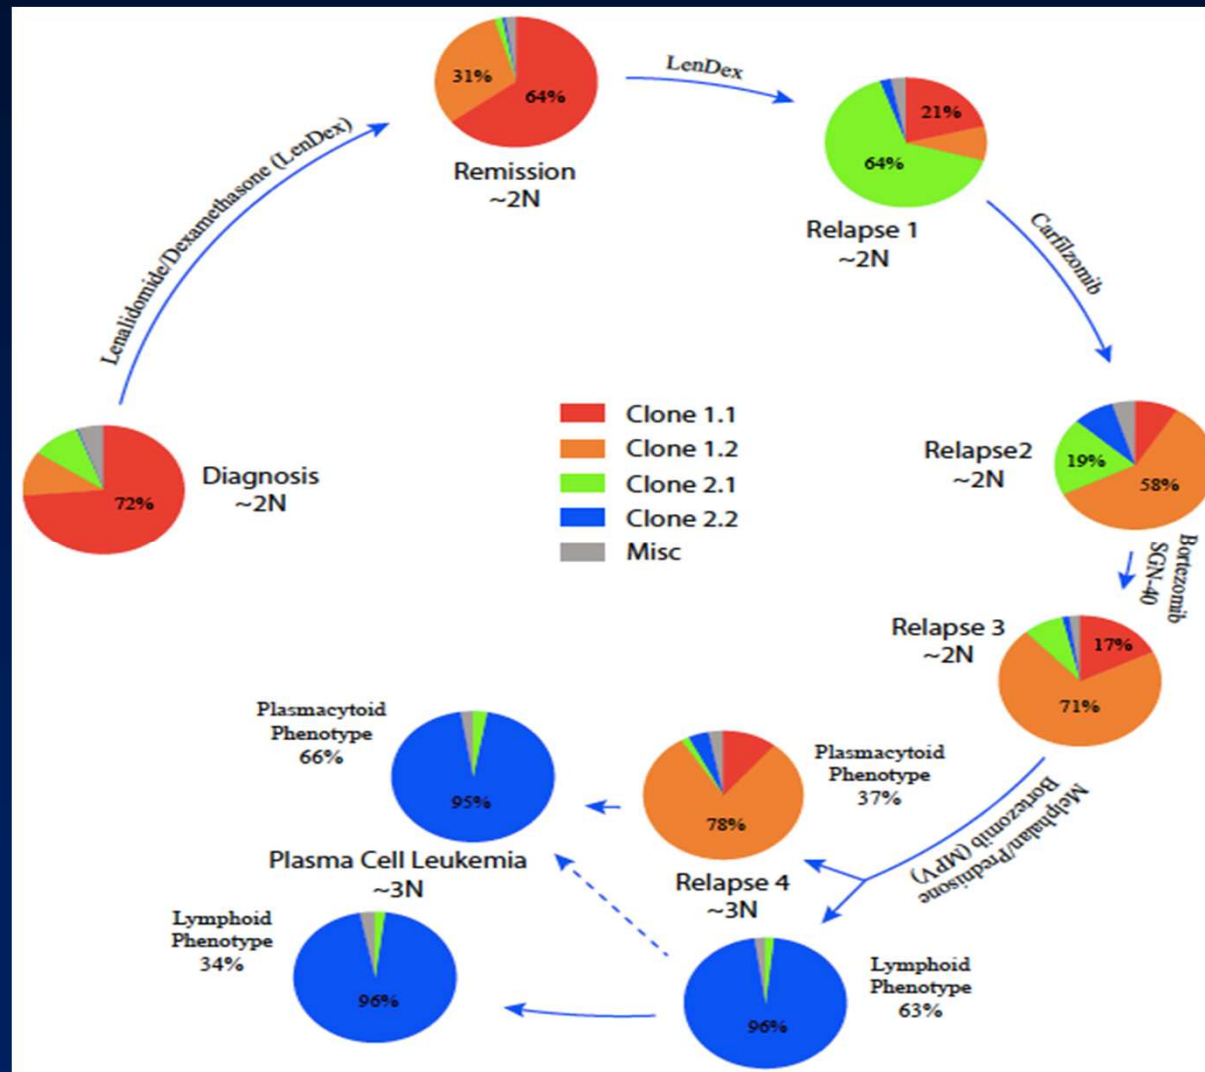 31%
64%
Remission
~2N
LenDex
21%
64%
Relapse 1
~2N
Lenalidomide/Dexamethasone (LenDex)
Carfilzomib
72%
Diagnosis
~2N
Clone 1.1
Clone 1.2
Clone 2.1
Clone 2.2
Misc
Relapse2
~2N
19%
58%
Bortezomib
SGN-40
Relapse 3
~2N
17%
71%
Melphalan/Prednisone
Bortezomib (MPV)
Plasmacytoid
Phenotype
66%
95%
Plasma Cell Leukemia
~3N
78%
Plasmacytoid
Phenotype
37%
Relapse 4
~3N
Lymphoid
Phenotype
34%
96%
96%
Lymphoid
Phenotype
63%